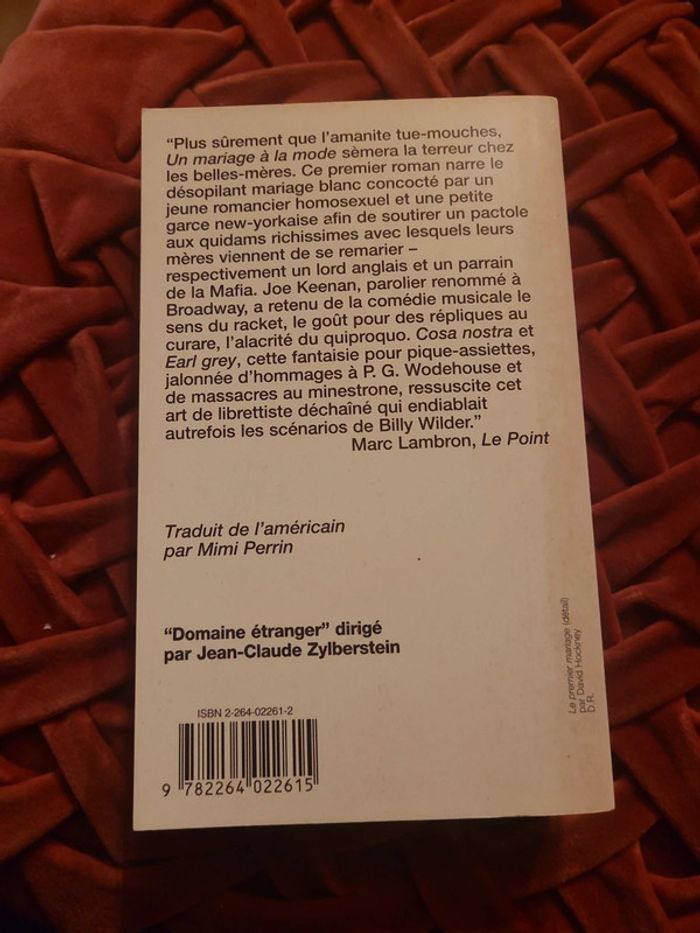 “Plus sûrement que l’amanite tue-mouches,
Un mariage à la mode sèmera la terreur chez
les belles-mères. Ce premier roman narre le
désopilant mariage blanc concocté par un
jeune romancier homosexuel et une petite
garce new-yorkaise afin de soutirer un pactole
aux quidams richissimes avec lesquels leurs
mères viennent de se remarier –
respectivement un lord anglais et un parrain
de la Mafia. Joe Keenan, parolier renommé à
Broadway, a retenu de la comédie musicale le
sens du racket, le goût pour des répliques au
curare, l’alacrité du quiproquo. Cosa nostra et
Earl grey, cette fantaisie pour pique-assiettes,
jalonnée d’hommages à P. G. Wodehouse et
de massacres au minestrone, ressuscite cet
art de librettiste déchaîné qui endiablait
autrefois les scénarios de Billy Wilder.”
Marc Lambron, Le Point
Traduit de l’américain
par Mimi Perrin
“Domaine étranger” dirigé
par Jean-Claude Zylberstein
ISBN 2-264-02261-2
9 782264 022615
Le premier mariage (détail)
par David Hockney
D.R.